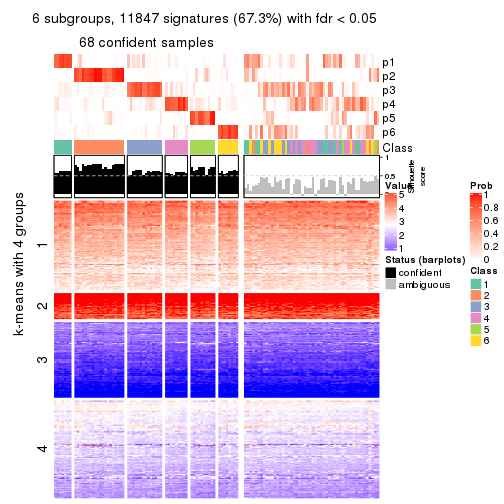 6 subgroups, 11847 signatures (67.3%) with fdr < 0.05
68 confident samples
p1
p2
p3
p4
p5
p6
Class
1
0.5
0
Silhouette
score
k-means with 4 groups
1
2
3
4
Value
5
4
3
2
1
Status (barplots)
confident
ambiguous
Prob
1
0.8
0.6
0.4
0.2
0
Class
1
2
3
4
5
6